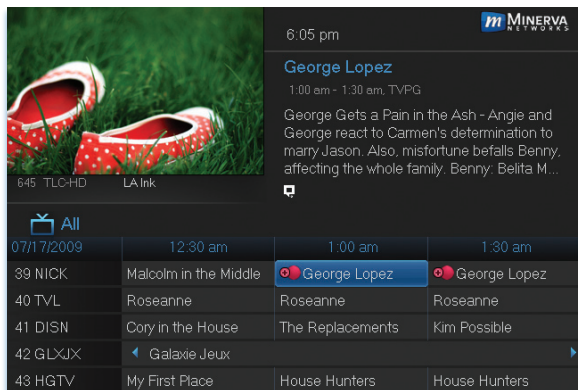 6:05 pm
m MINERVA
NETWORKS
George Lopez
1:00 am - 1:30 am, TVPG
George Gets a Pain in the Ash - Angie and
George react to Carmen's determination to
marry Jason. Also, misfortune befalls Benny,
affecting the whole family. Benny: Belita M...
645 TLC-HD LA Ink
All
07/17/2009 12:30 am 1:00 am 1:30 am
39 NICK Malcolm in the Middle George Lopez George Lopez
40 TVL Roseanne Roseanne Roseanne
41 DISN Cory in the House The Replacements Kim Possible
42 GLXJX Galaxie Jeux
43 HGTV My First Place House Hunters House Hunters